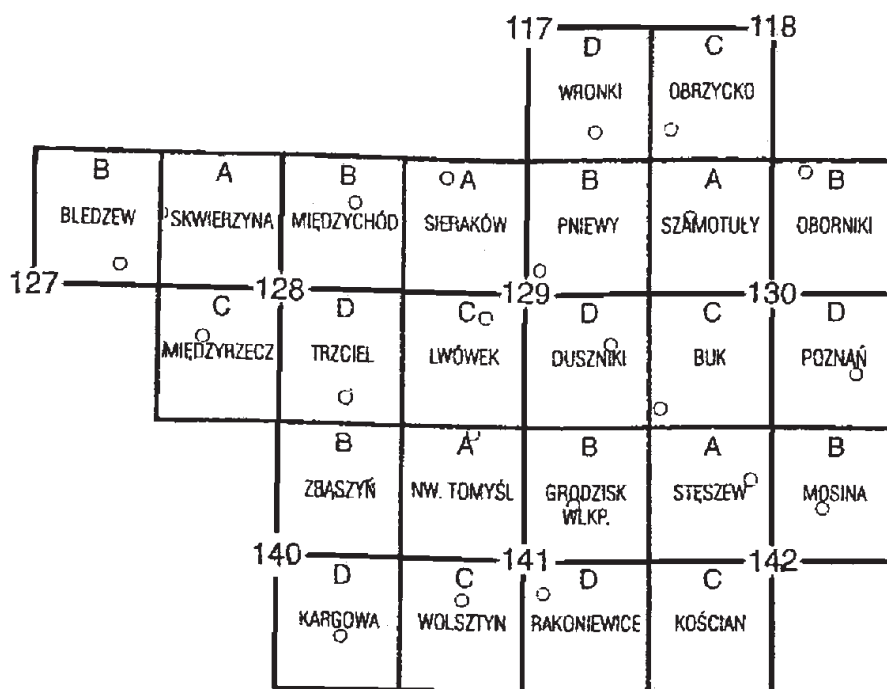 117 118
D C
WRONKI OBRZYCKO
B A B A B A B
BLEDZEW SKWIERZYNA MIĘDZYCHÓD SIERAKÓW PNIEWY SZAMOTUŁY OBORNIKI
127 128 129 130
C D C D C D
MIĘDZYRZECZ TRZCIEL LWÓWEK DUSZNIKI BUK POZNAŃ
B A B A B
ZBĄSZYŃ NW. TOMYŚL GRODZISK STĘSZEW MOSINA
WLKP.
140 141 142
D C D C
KARGOWA WOLSZTYN RAKONIEWICE KOŚCIAN